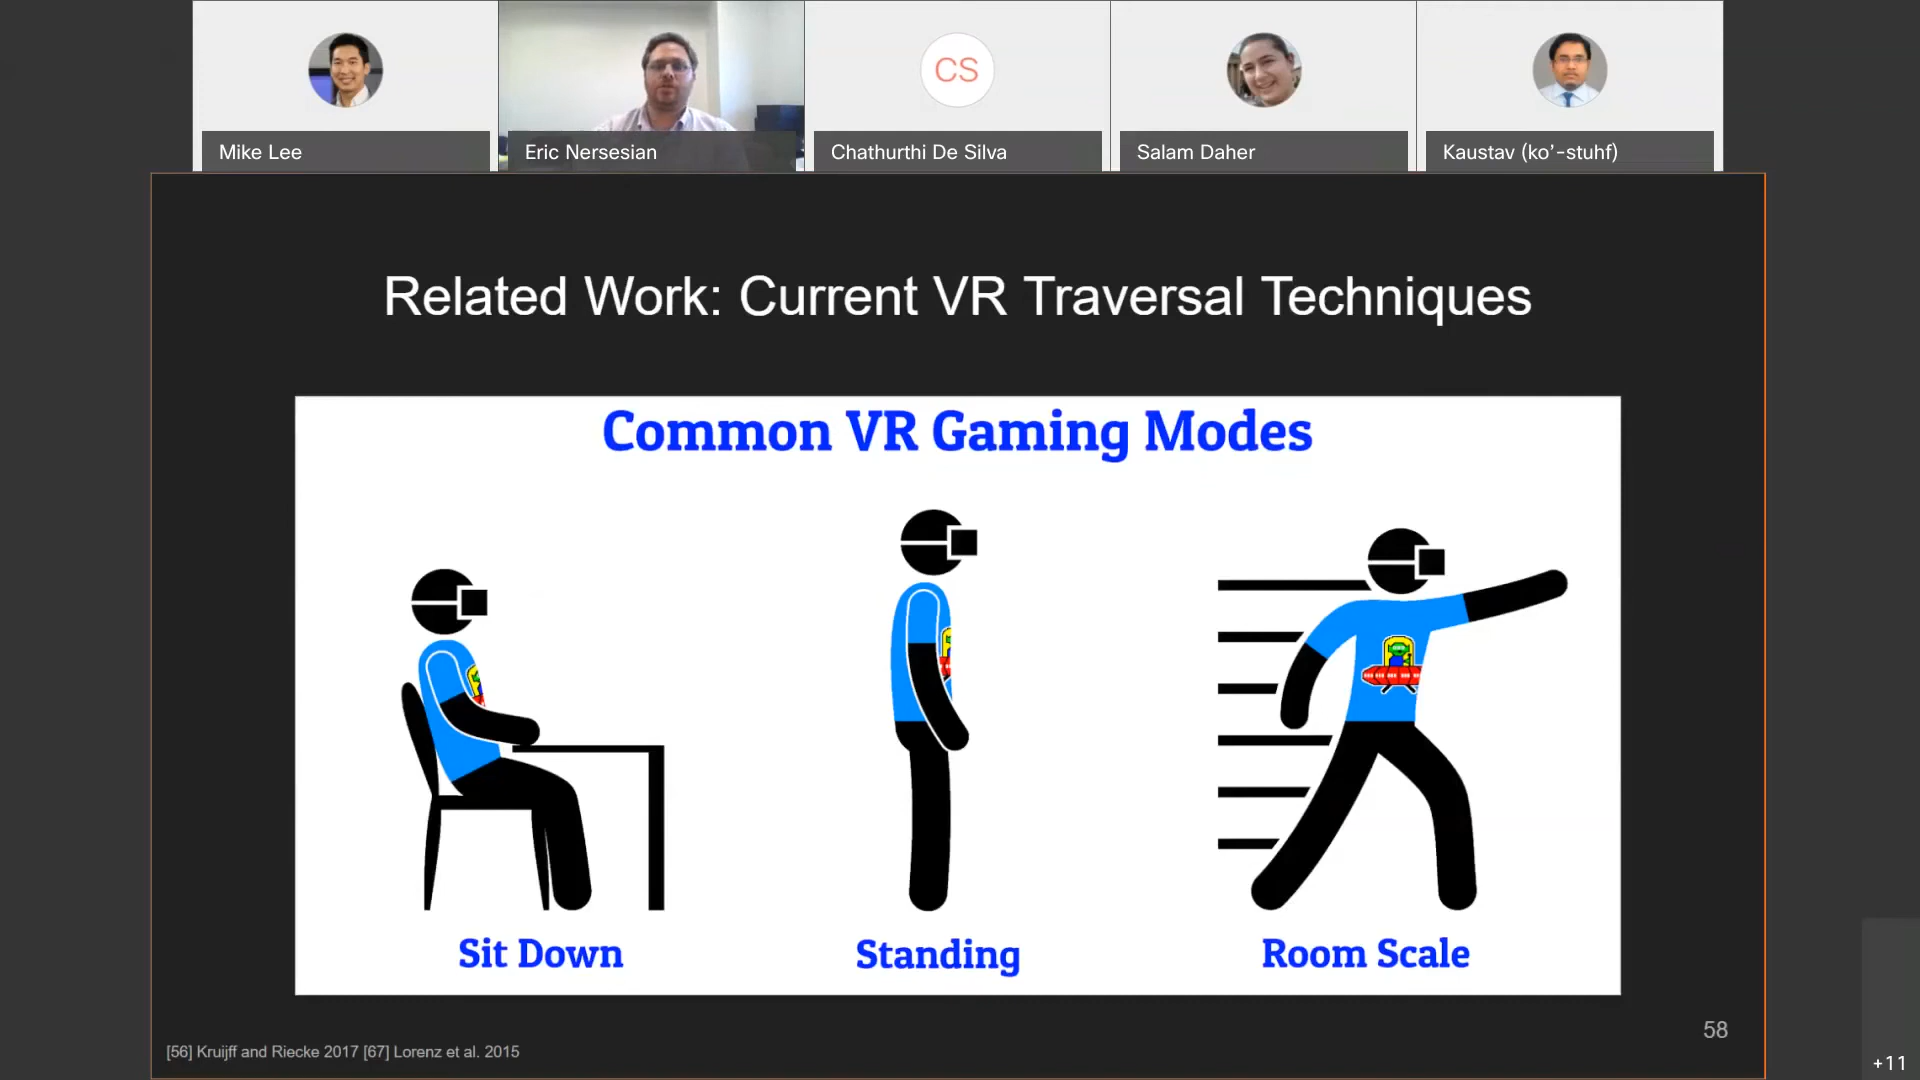 CS
Mike Lee
Eric Nersesian
Chathurthi De Silva
Salam Daher
Kaustav (ko’-stuhf)
Related Work: Current VR Traversal Techniques
Common VR Gaming Modes
Sit Down
Standing
Room Scale
58
[56] Kruijff and Riecke 2017 [67] Lorenz et al. 2015
+11